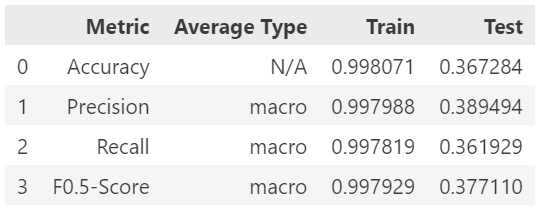 Metric Average Type Train Test
0 Accuracy N/A 0.998071 0.367284
1 Precision macro 0.997988 0.389494
2 Recall macro 0.997819 0.361929
3 F0.5-Score macro 0.997929 0.377110